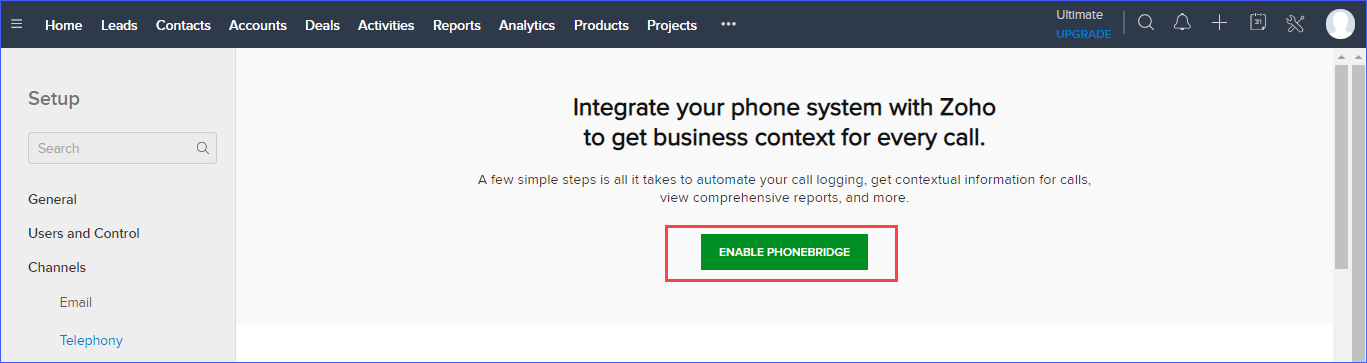 Home Leads Contacts Accounts Deals Activities Reports Analytics Products Projects •••
Ultimate
UPGRADE
31
Setup
Search
General
Users and Control
Channels
Email
Telephony
Integrate your phone system with Zoho
to get business context for every call.
A few simple steps is all it takes to automate your call logging, get contextual information for calls,
view comprehensive reports, and more.
ENABLE PHONEBRIDGE